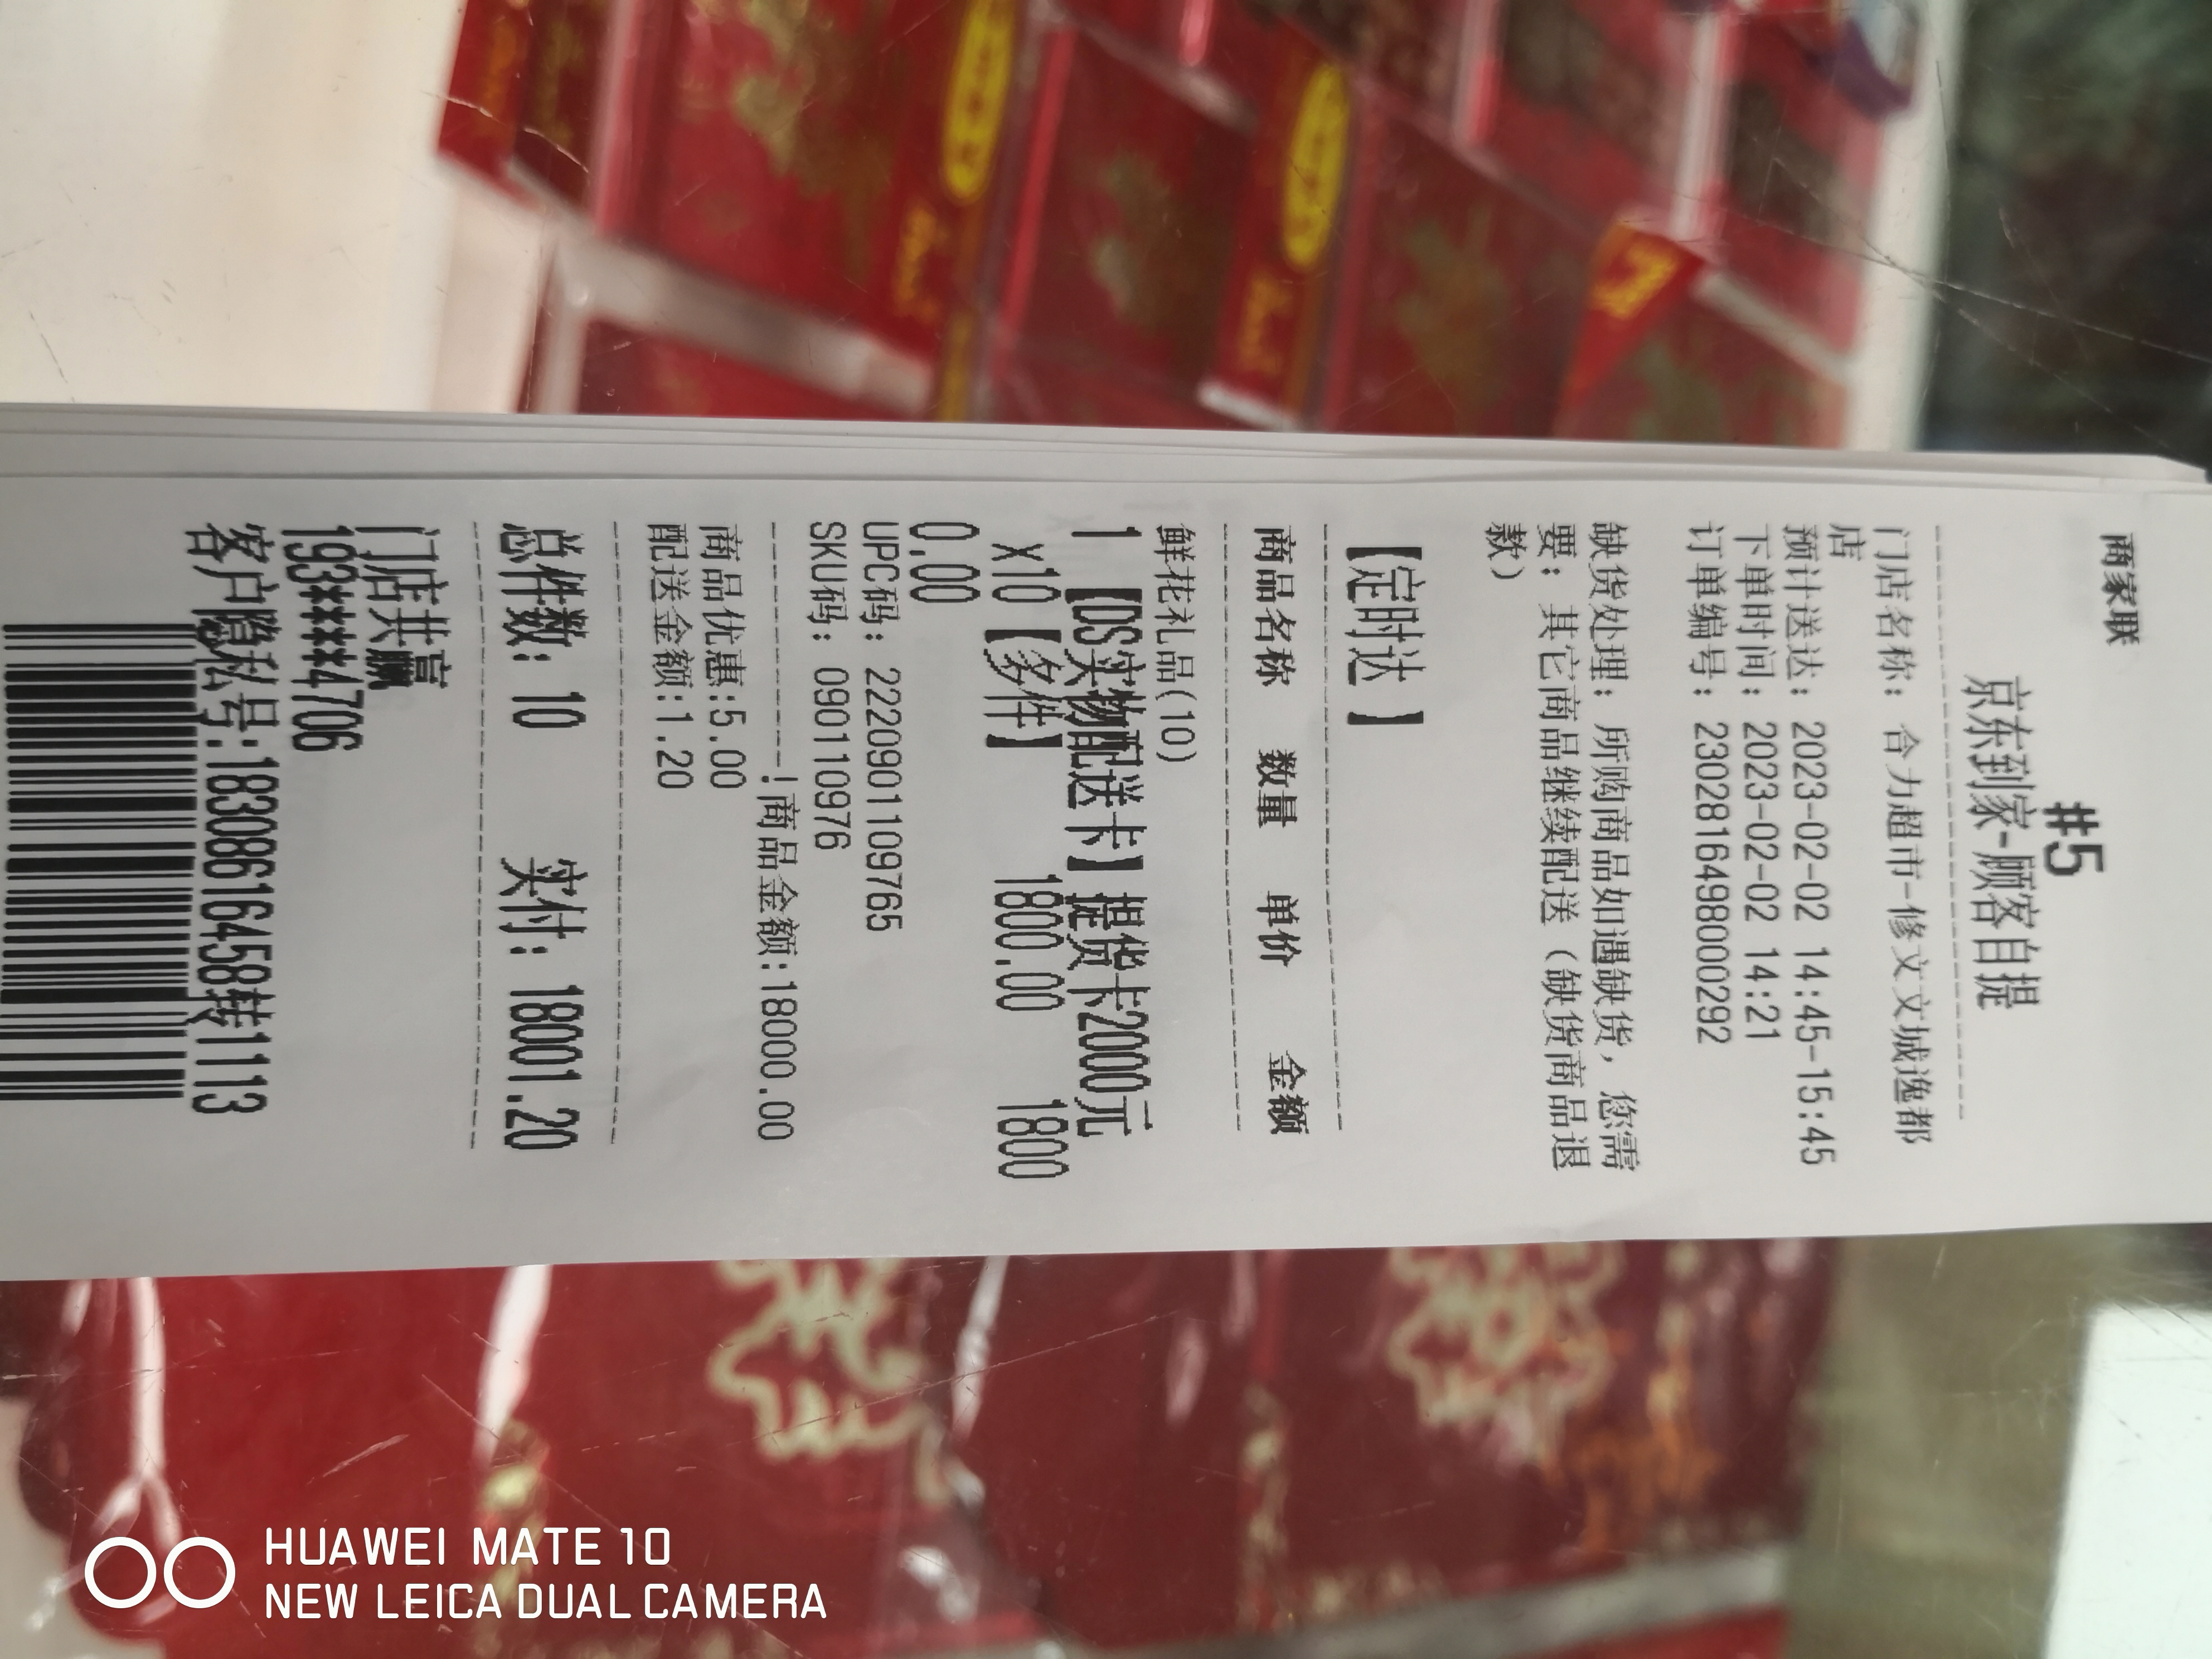 商家联
#5
京东到家-顾客自提
门店名称：合力超市-修文文城逸都
店
预计送达：2023-02-02 14:45-15:45
下单时间：2023-02-02 14:21
订单编号：2302816498000292
缺货处理：所购商品如遇缺货，您需
要：其它商品继续配送（缺货商品退
款）
【定时达 】
商品名称 数量 单价 金额
鲜花礼品(10)
1 【DS实物配送卡】提货卡2000元
x10【多件】 1800.00 1800
0.00
UPC码：2220901109765
SKU码：0901109​76
!商品金额:18000.00
商品优惠:5.00
配送金额:1.20
总件数：10 实付：18001.20
门店共赢
193****4706
客户隐私号:18308616458转1113
HUAWEI MATE 10
NEW LEICA DUAL CAMERA